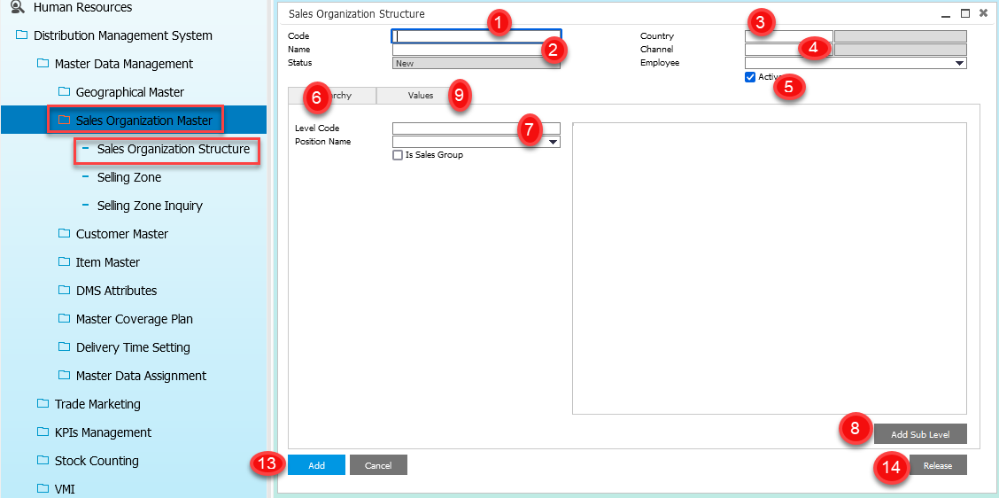 Human Resources
Distribution Management System
Master Data Management
Geographical Master
Sales Organization Master
Sales Organization Structure
Selling Zone
Selling Zone Inquiry
Customer Master
Item Master
DMS Attributes
Master Coverage Plan
Delivery Time Setting
Master Data Assignment
Trade Marketing
KPIs Management
Stock Counting
VMI
Sales Organization Structure
Code 1 Country 3
Name 2 Channel 4
Status New Employee
Active 5
6 Values 9
Level Code
Position Name 7
Is Sales Group
8 Add Sub Level
13 Add Cancel 14 Release